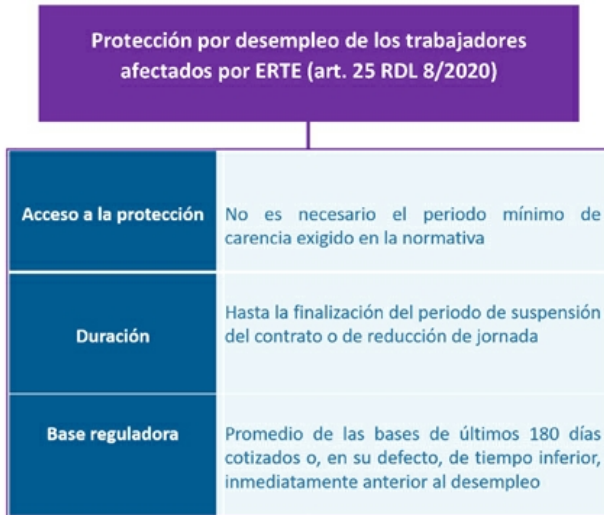 Protección por desempleo de los trabajadores
afectados por ERTE (art. 25 RDL 8/2020)
Acceso a la protección
No es necesario el periodo mínimo de
carencia exigido en la normativa
Duración
Hasta la finalización del periodo de suspensión
del contrato o de reducción de jornada
Base reguladora
Promedio de las bases de últimos 180 días
cotizados o, en su defecto, de tiempo inferior,
inmediatamente anterior al desempleo